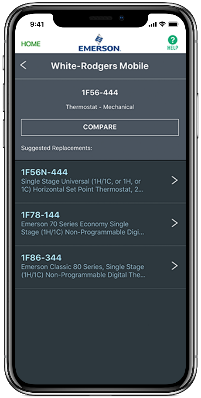 9:41
HOME
EMERSON.
?
HELP
White-Rodgers Mobile
1F56-444
Thermostat - Mechanical
COMPARE
Suggested Replacements:
1F56N-444
Single Stage Universal (1H/1C, or 1H, or
1C) Horizontal Set Point Thermostat, 2...
1F78-144
Emerson 70 Series Economy Single
Stage (1H/1C) Non-Programmable Digi...
1F86-344
Emerson Classic 80 Series, Single Stage
(1H/1C) Non-Programmable Digital The...